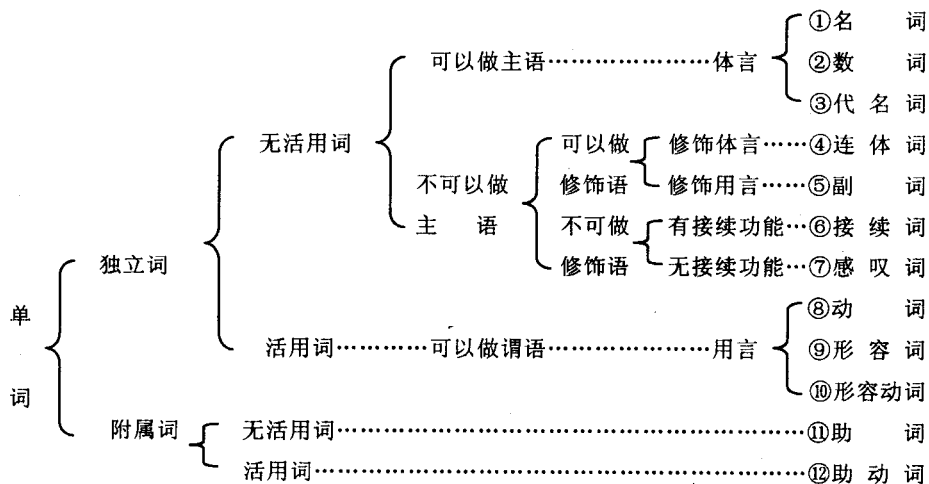 ①名 词
可以做主语……………………体言 ②数 词
③代 名 词
无活用词
可以做 修饰体言……④连 体 词
不可以做 修饰语 修饰用言……⑤副 词
主 语 不可做 有接续功能…⑥接 续 词
修饰语 无接续功能…⑦感 叹 词
独立词
单
词
⑧动 词
活用词…………可以做谓语………………………用言 ⑨形 容 词
⑩形容动词
附属词 无活用词……………………………………………………⑪助 词
活用词………………………………………………………⑫助 动 词